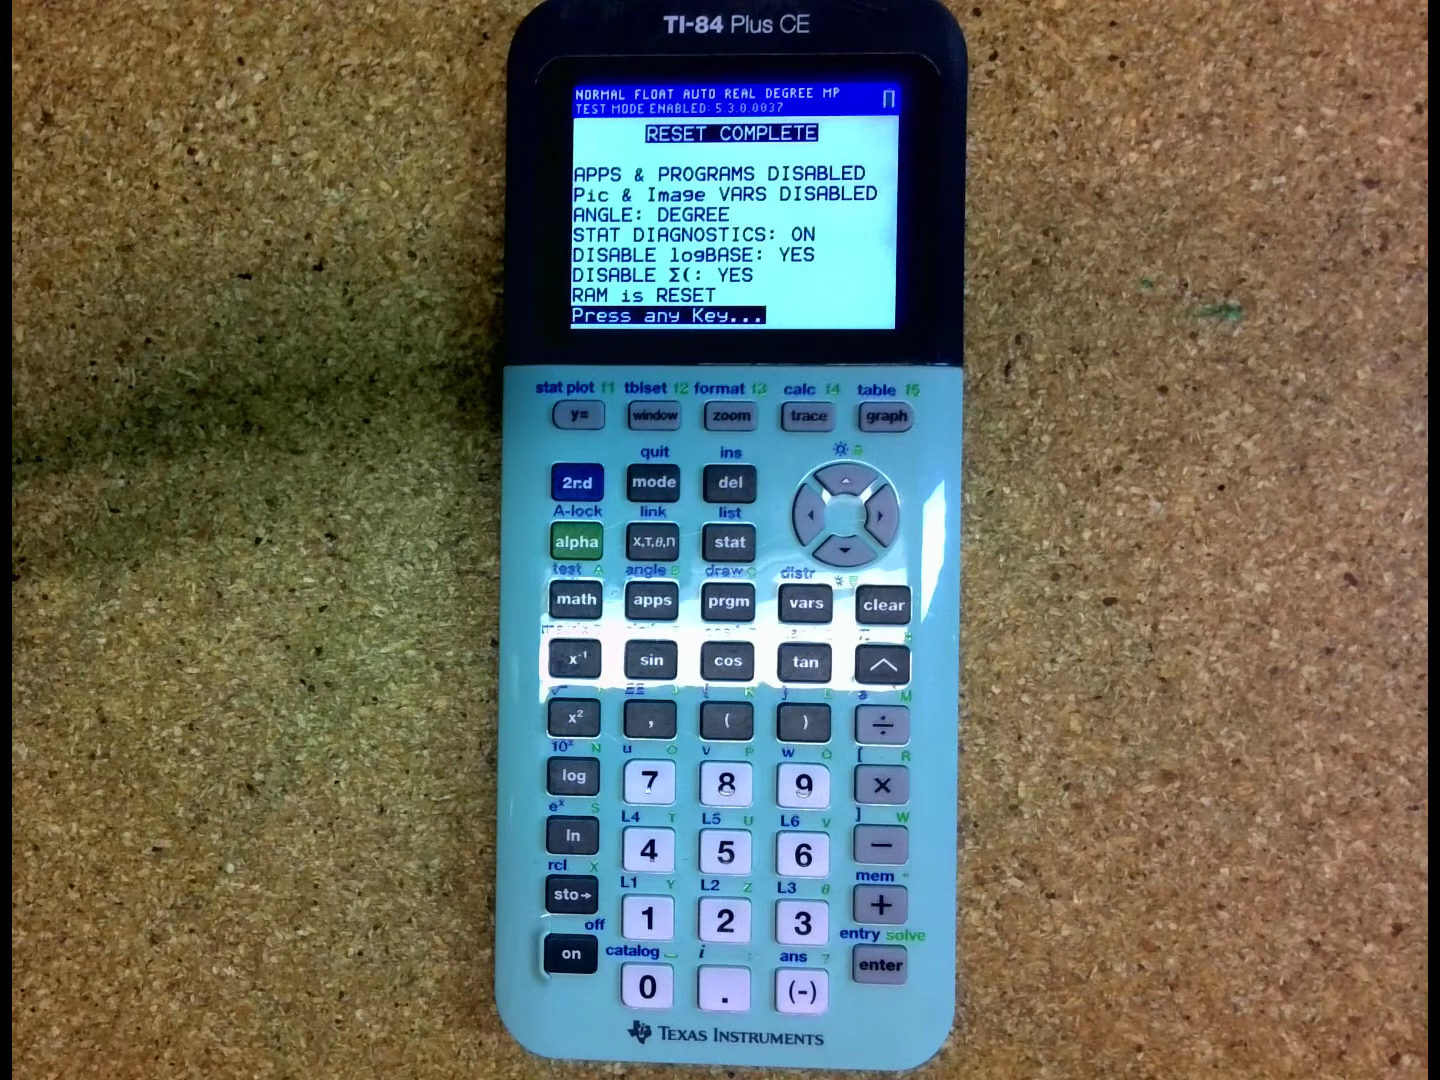 TI-84 Plus CE
NORMAL FLOAT AUTO REAL DEGREE MP
TEST MODE ENABLED: 5.3.0.0037
RESET COMPLETE
APPS & PROGRAMS DISABLED
Pic & Image VARS DISABLED
ANGLE: DEGREE
STAT DIAGNOSTICS: ON
DISABLE logBASE: YES
DISABLE Σ(: YES
RAM is RESET
Press any Key...
stat plot f1 tblset f2 format f3 calc f4 table f5
y= window zoom trace graph
quit ins
2nd mode del
A-lock link list
alpha X,T,θ,n stat
test A angle B draw C distr
math apps prgm vars clear
x⁻¹ sin cos tan ^
x² , ( ) ÷
10ˣ N u O v P w Q [ R
log 7 8 9 ×
eˣ S L4 T L5 U L6 V ] W
ln 4 5 6 −
rcl X L1 Y L2 Z L3 θ mem "
sto→ 1 2 3 +
off catalog i : ans ? entry solve
on 0 . (-) enter
TEXAS INSTRUMENTS